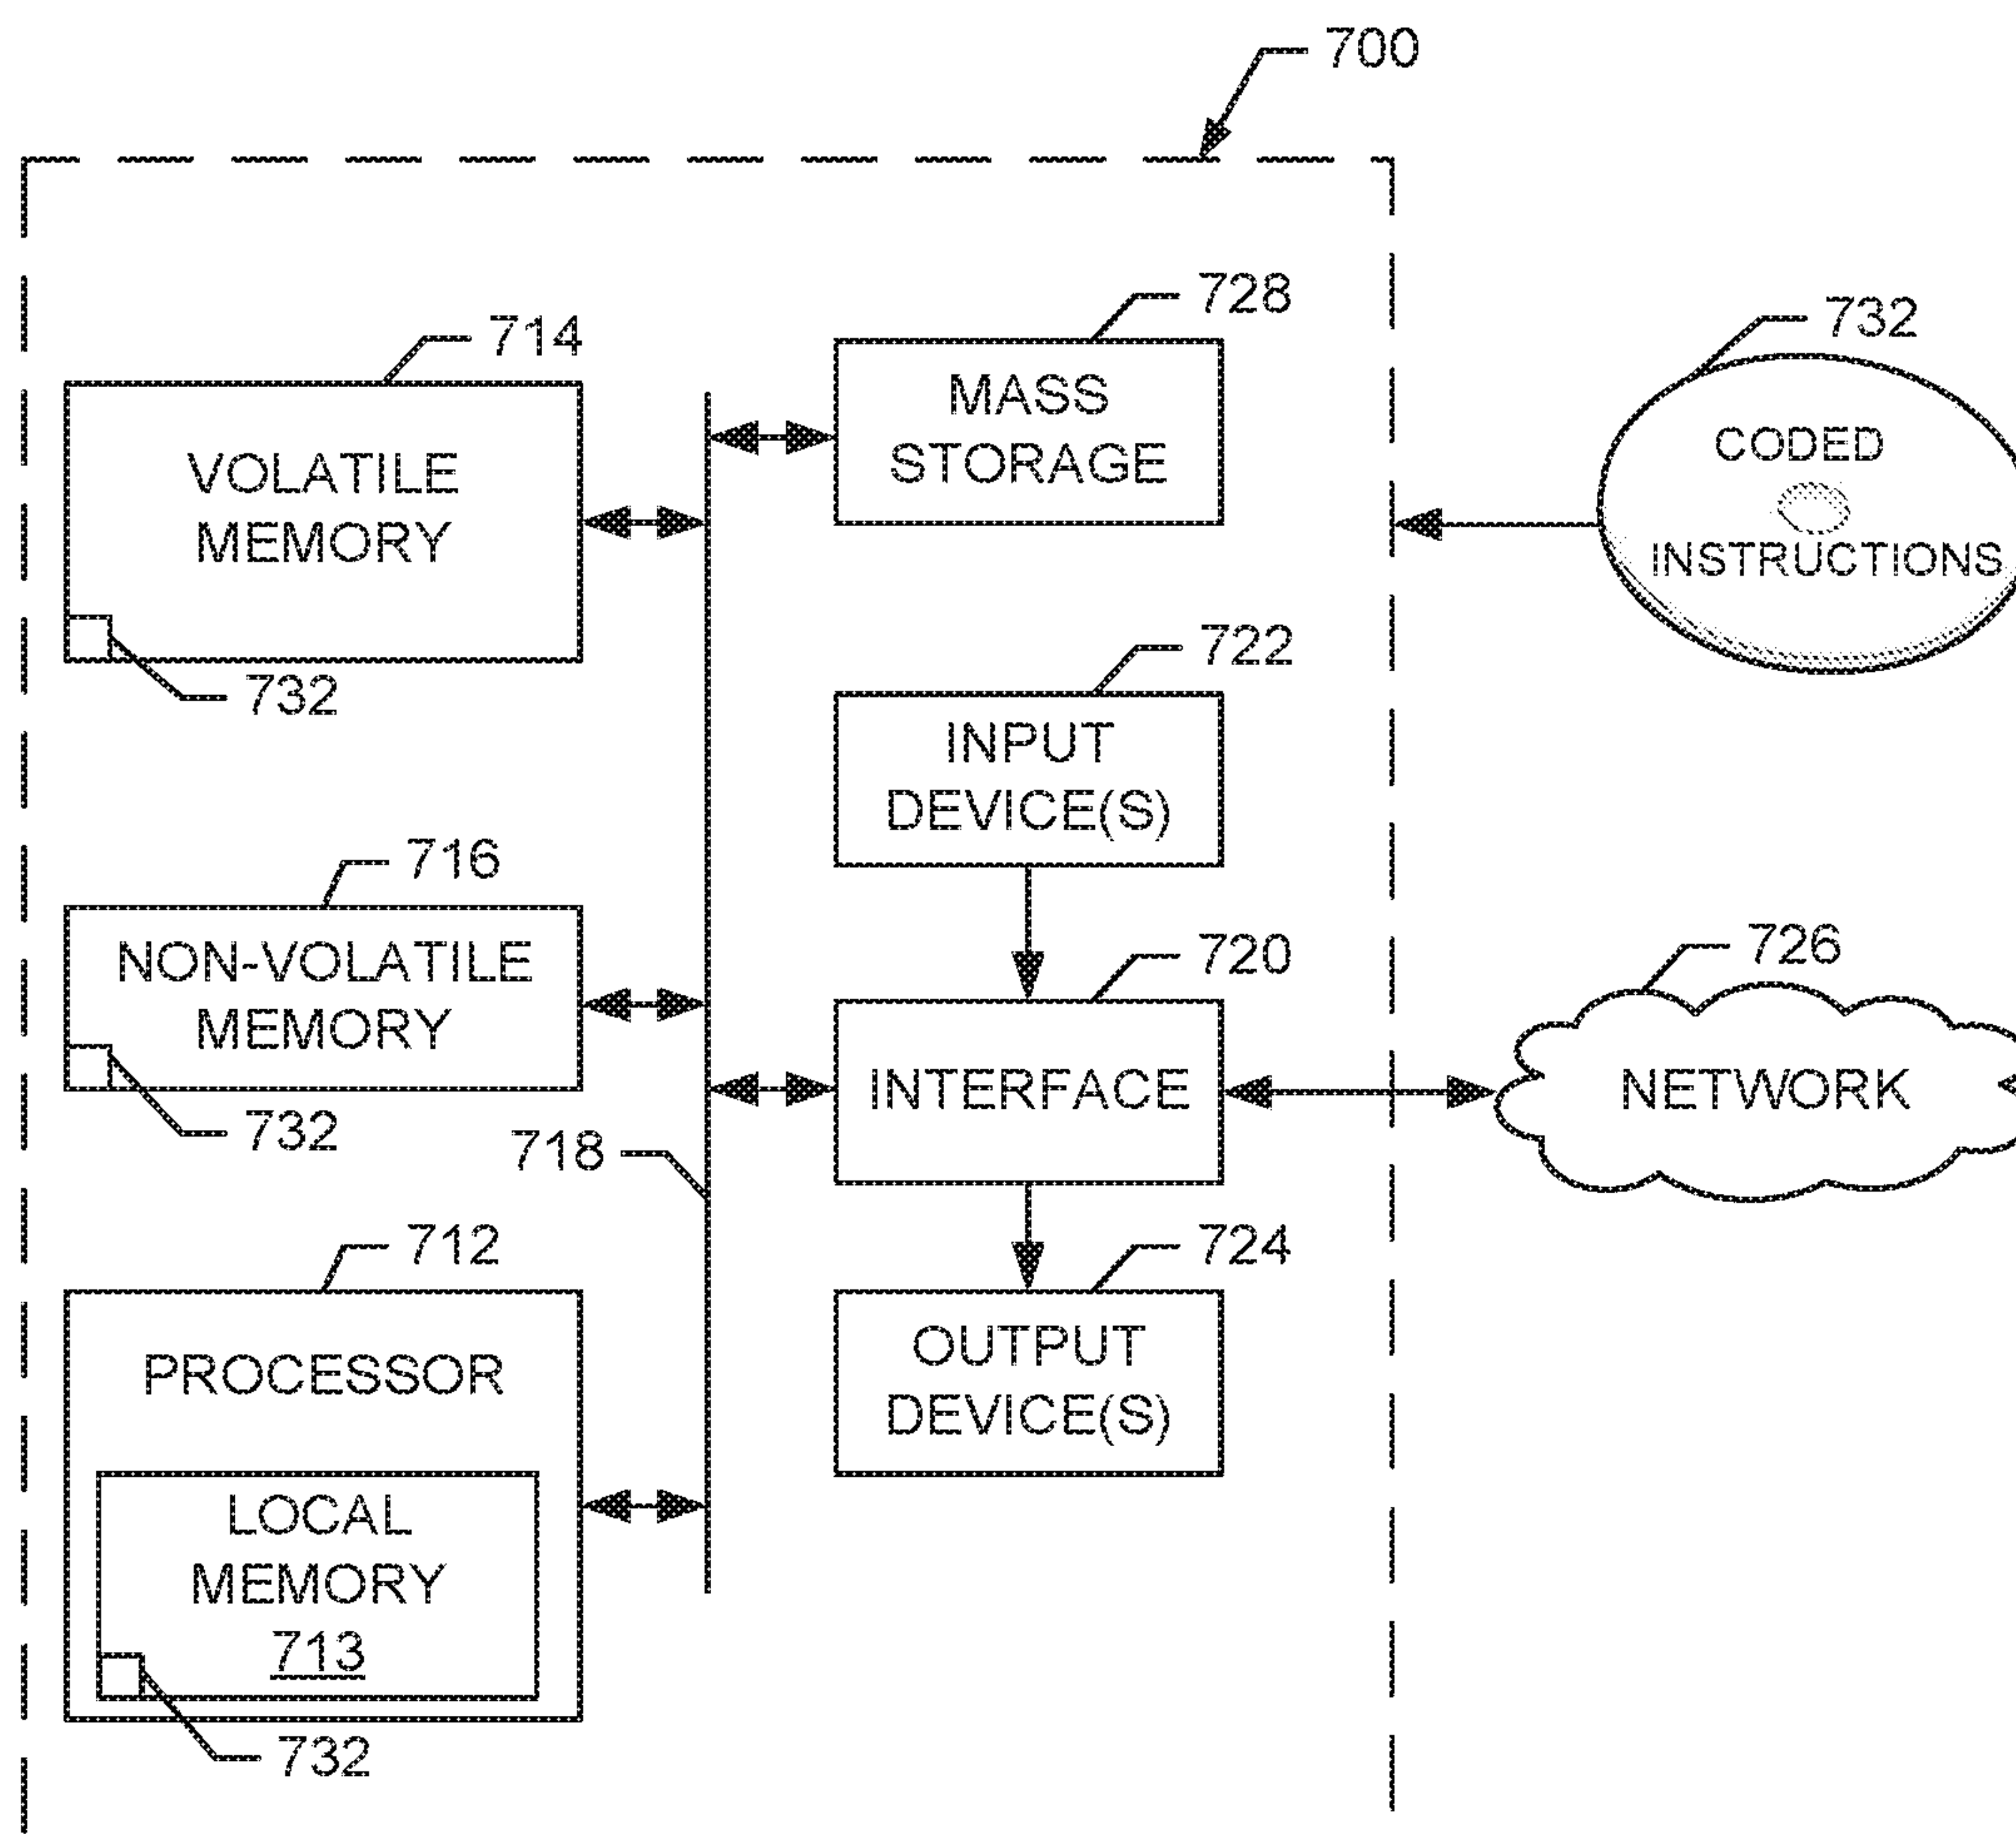 700
728
714
732
MASS
STORAGE
VOLATILE
MEMORY
CODED
INSTRUCTIONS
732
722
INPUT
DEVICE(S)
716
NON-VOLATILE
MEMORY
732
720
726
INTERFACE
NETWORK
718
712
724
PROCESSOR
OUTPUT
DEVICE(S)
LOCAL
MEMORY
713
732